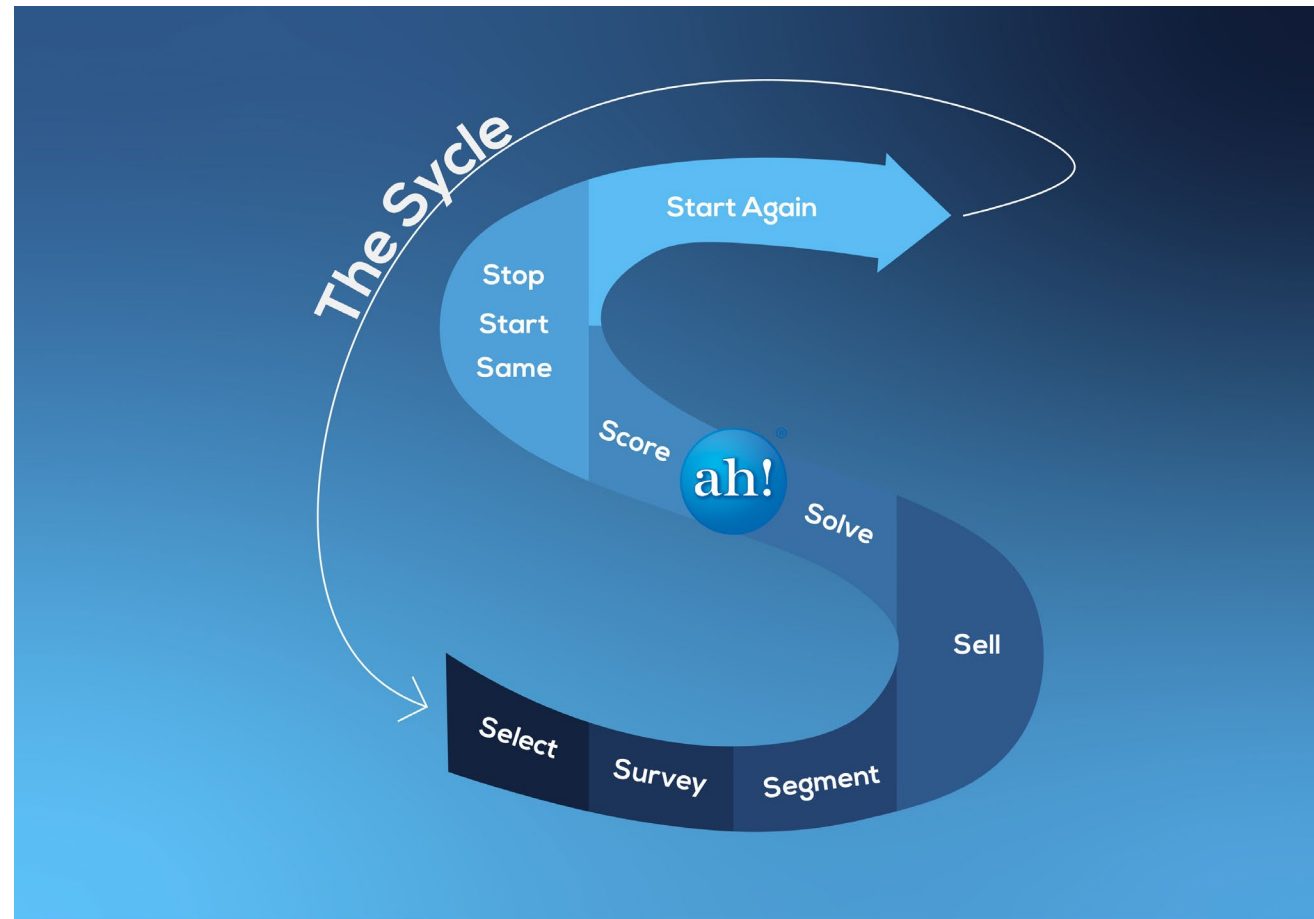 The Sycle
Start Again
Stop
Start
Same
Score
ah!
®
Solve
Sell
Select
Survey
Segment